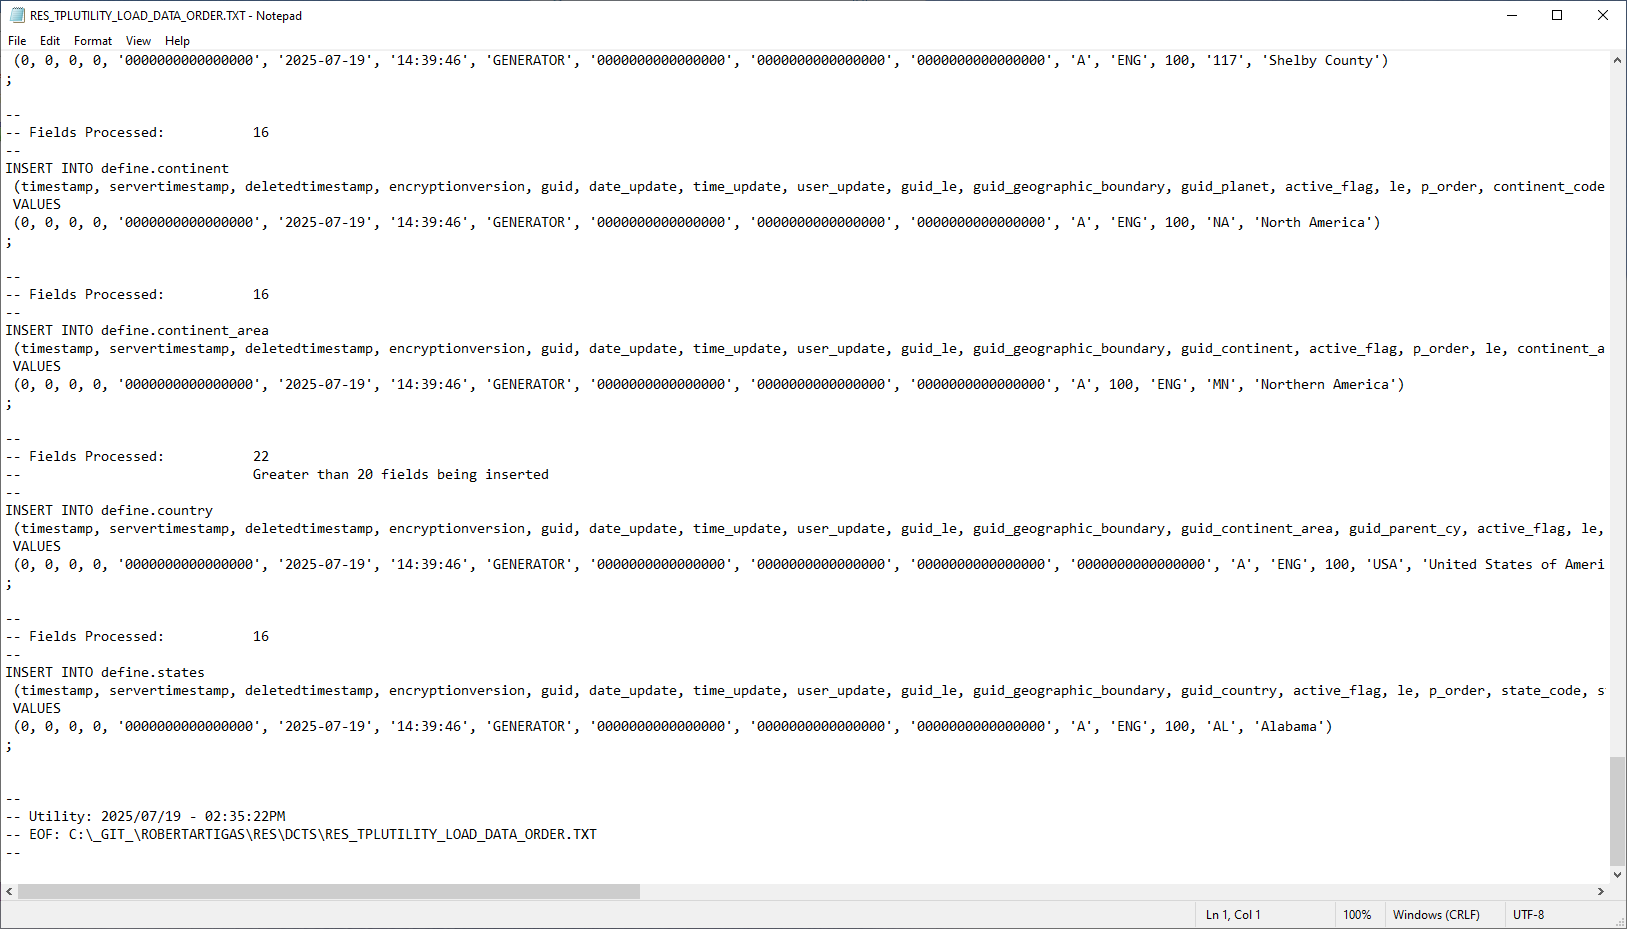 RES_TPLUTILITY_LOAD_DATA_ORDER.TXT - Notepad
File Edit Format View Help
(0, 0, 0, 0, '0000000000000000', '2025-07-19', '14:39:46', 'GENERATOR', '0000000000000000', '0000000000000000', '0000000000000000', 'A', 'ENG', 100, '117', 'Shelby County')
;
--
-- Fields Processed: 16
--
INSERT INTO define.continent
(timestamp, servertimestamp, deletedtimestamp, encryptionversion, guid, date_update, time_update, user_update, guid_le, guid_geographic_boundary, guid_planet, active_flag, le, p_order, continent_code
VALUES
(0, 0, 0, 0, '0000000000000000', '2025-07-19', '14:39:46', 'GENERATOR', '0000000000000000', '0000000000000000', '0000000000000000', 'A', 'ENG', 100, 'NA', 'North America')
;
--
-- Fields Processed: 16
--
INSERT INTO define.continent_area
(timestamp, servertimestamp, deletedtimestamp, encryptionversion, guid, date_update, time_update, user_update, guid_le, guid_geographic_boundary, guid_continent, active_flag, p_order, le, continent_a
VALUES
(0, 0, 0, 0, '0000000000000000', '2025-07-19', '14:39:46', 'GENERATOR', '0000000000000000', '0000000000000000', '0000000000000000', 'A', 100, 'ENG', 'MN', 'Northern America')
;
--
-- Fields Processed: 22
-- Greater than 20 fields being inserted
--
INSERT INTO define.country
(timestamp, servertimestamp, deletedtimestamp, encryptionversion, guid, date_update, time_update, user_update, guid_le, guid_geographic_boundary, guid_continent_area, guid_parent_cy, active_flag, le,
VALUES
(0, 0, 0, 0, '0000000000000000', '2025-07-19', '14:39:46', 'GENERATOR', '0000000000000000', '0000000000000000', '0000000000000000', '0000000000000000', 'A', 'ENG', 100, 'USA', 'United States of Ameri
;
--
-- Fields Processed: 16
--
INSERT INTO define.states
(timestamp, servertimestamp, deletedtimestamp, encryptionversion, guid, date_update, time_update, user_update, guid_le, guid_geographic_boundary, guid_country, active_flag, le, p_order, state_code, s
VALUES
(0, 0, 0, 0, '0000000000000000', '2025-07-19', '14:39:46', 'GENERATOR', '0000000000000000', '0000000000000000', '0000000000000000', 'A', 'ENG', 100, 'AL', 'Alabama')
;
--
-- Utility: 2025/07/19 - 02:35:22PM
-- EOF: C:\_GIT_\ROBERTARTIGAS\RES\DCTS\RES_TPLUTILITY_LOAD_DATA_ORDER.TXT
--
Ln 1, Col 1 100% Windows (CRLF) UTF-8